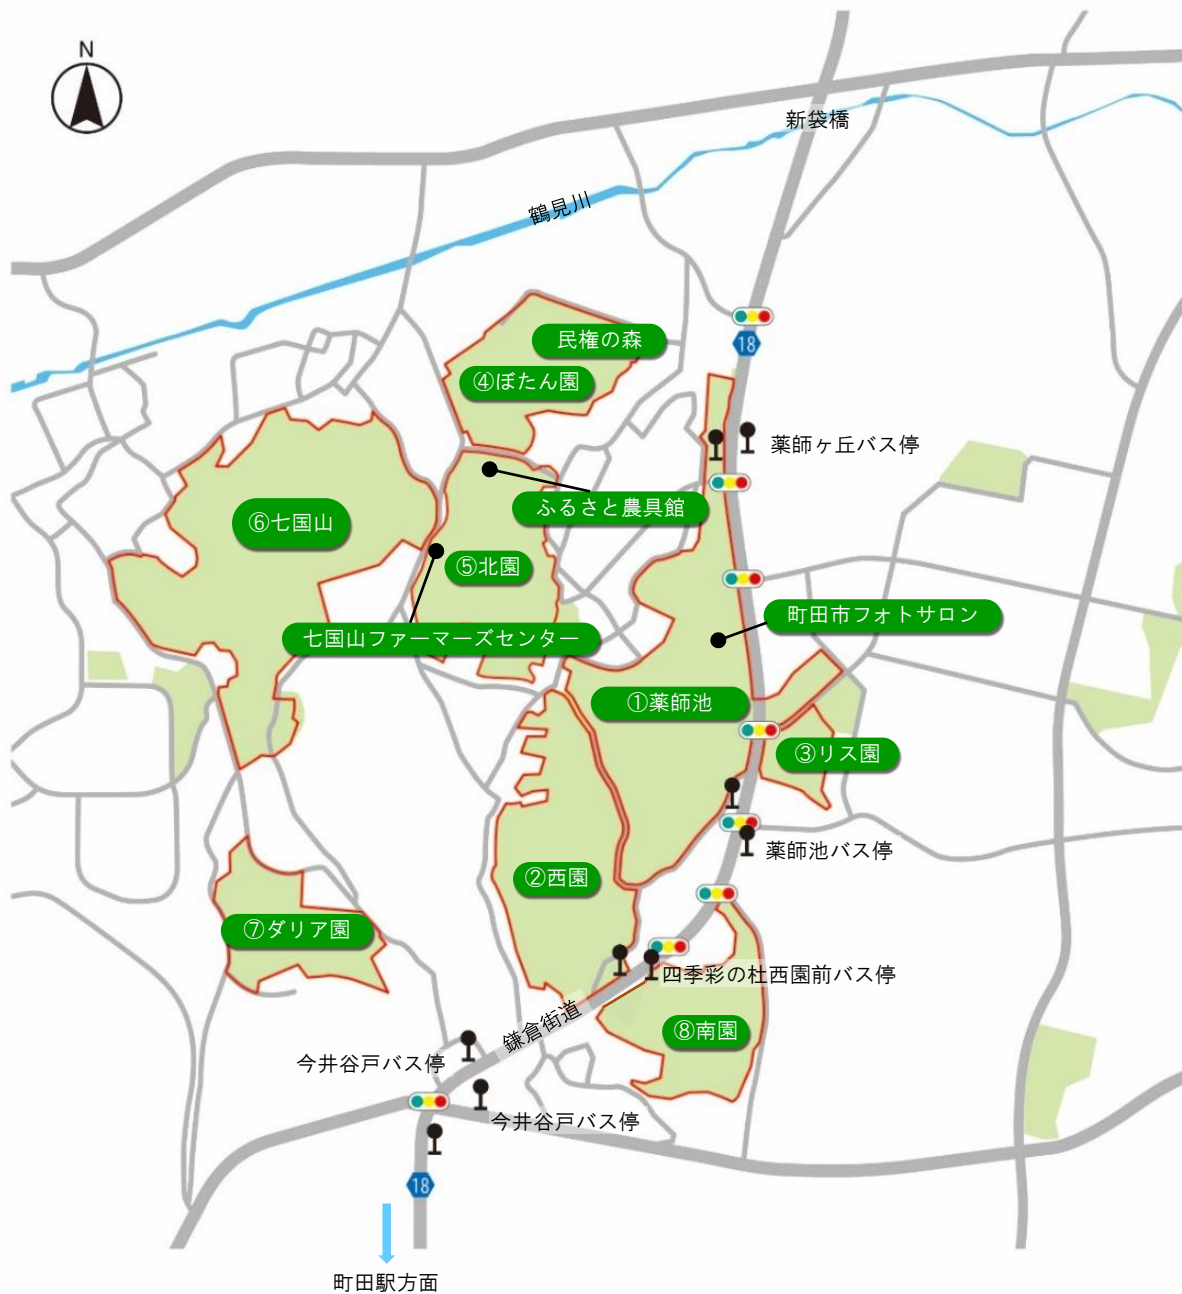 N
新袋橋
鶴見川
民権の森
18
④ぼたん園
薬師ヶ丘バス停
ふるさと農具館
⑥七国山
⑤北園
町田市フォトサロン
七国山ファーマーズセンター
①薬師池
③リス園
薬師池バス停
②西園
⑦ダリア園
四季彩の杜西園前バス停
鎌倉街道
⑧南園
今井谷戸バス停
今井谷戸バス停
18
町田駅方面